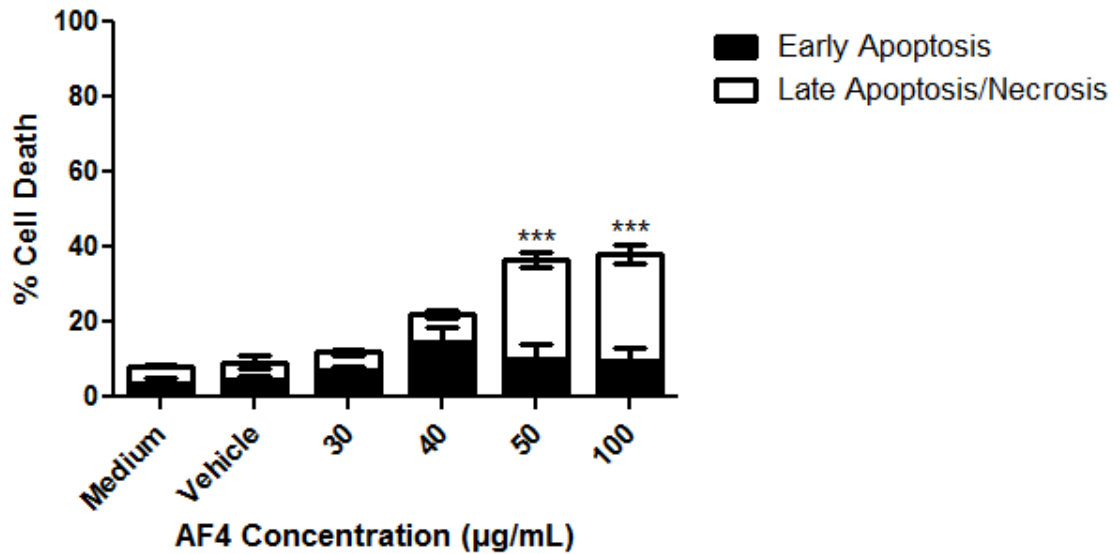 100
80
60
40
20
0
% Cell Death
Early Apoptosis
Late Apoptosis/Necrosis
***
***
Medium
Vehicle
30
40
50
100
AF4 Concentration (µg/mL)